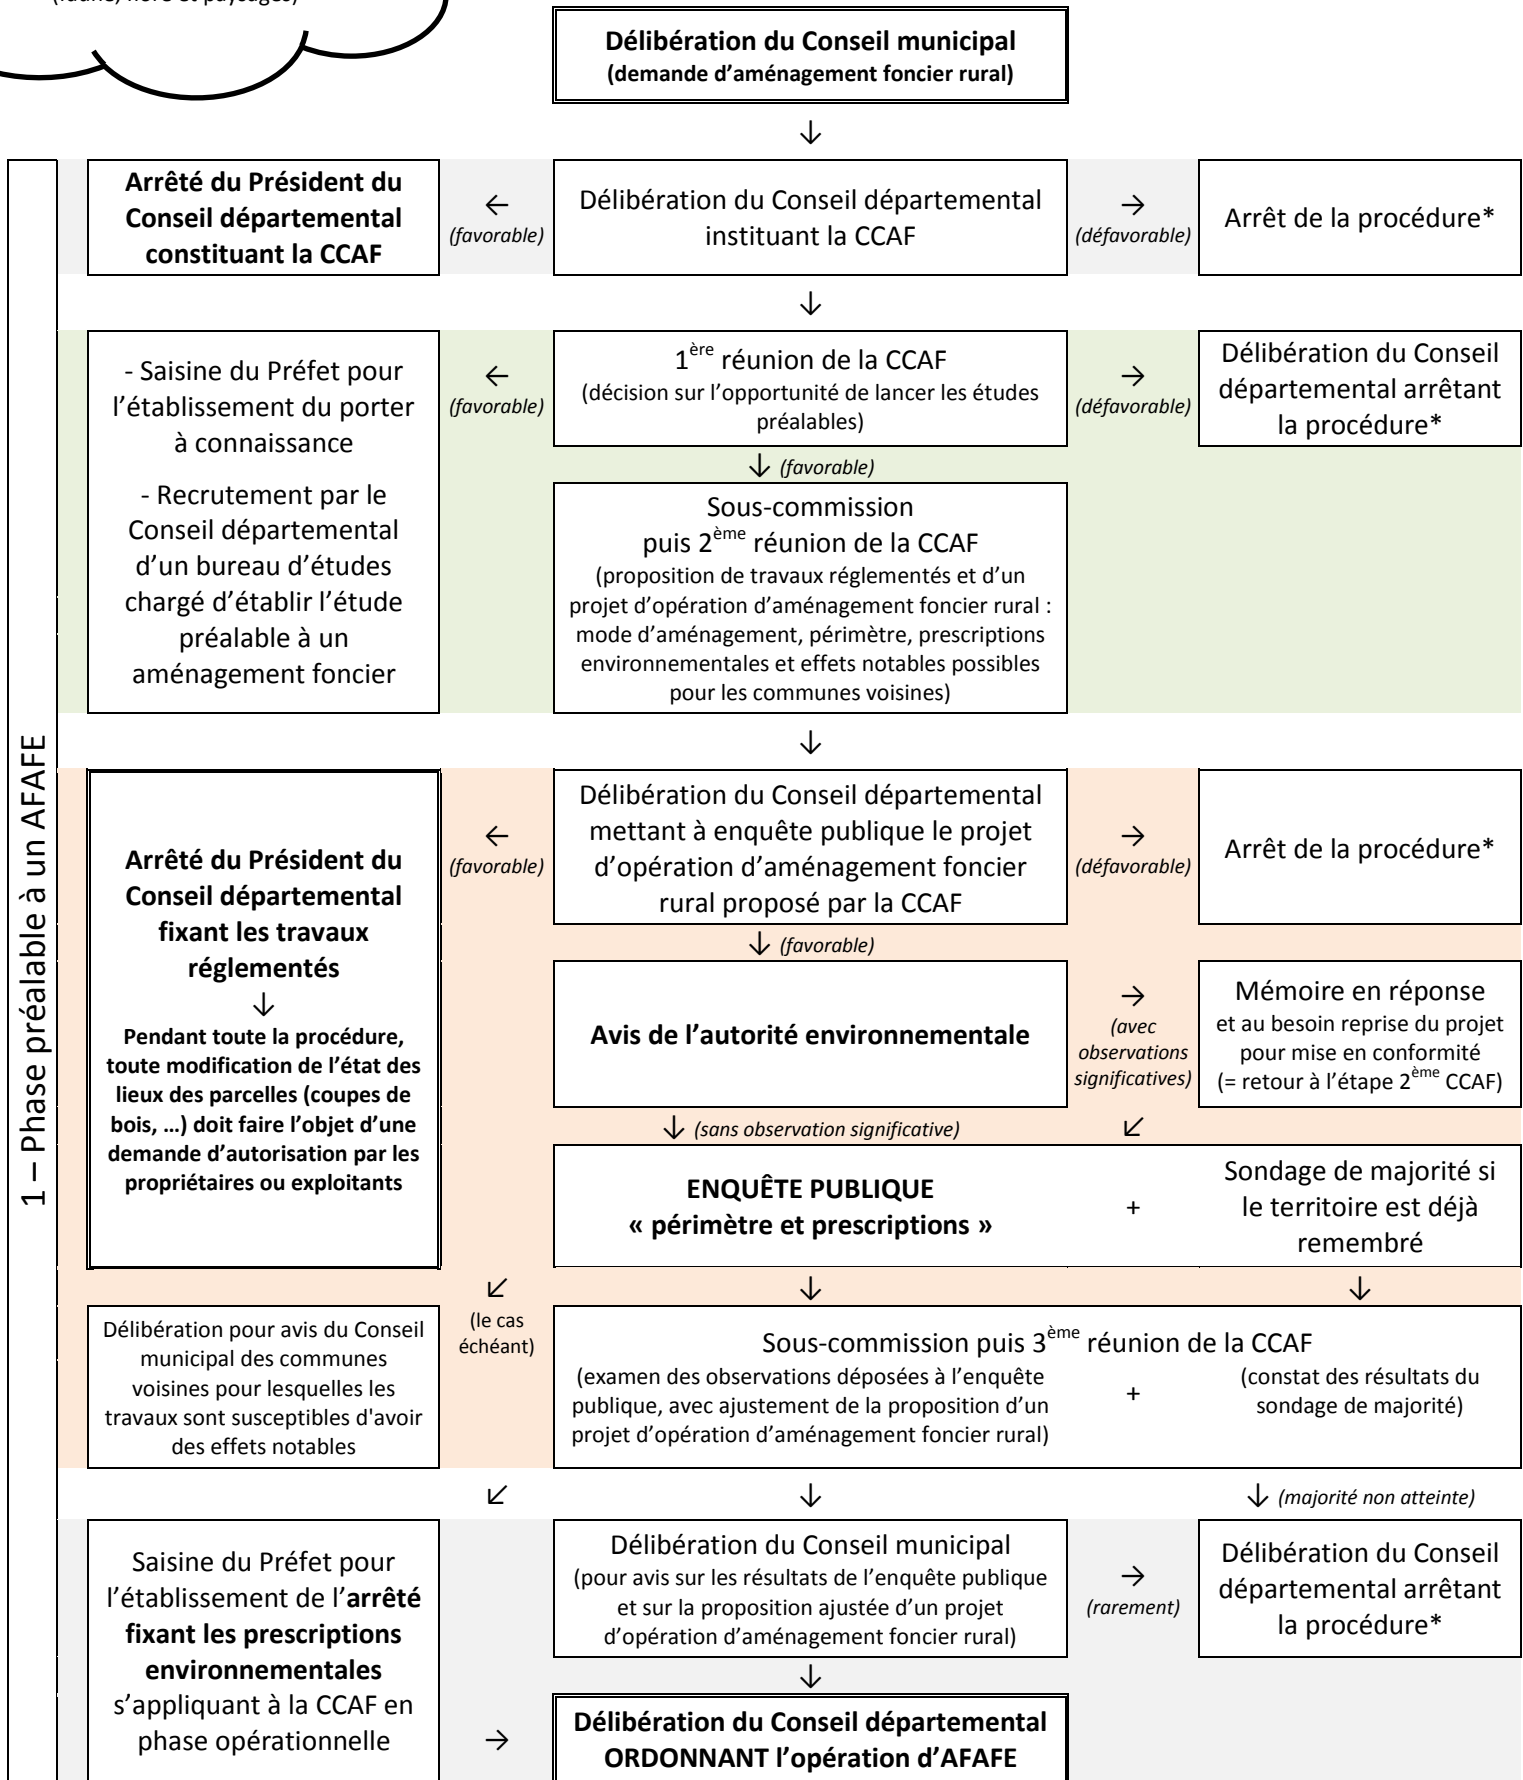 (faune, flore et paysages)
Délibération du Conseil municipal
(demande d'aménagement foncier rural)
↓
1 – Phase préalable à un AFAFE
Arrêté du Président du
Conseil départemental
constituant la CCAF
←
(favorable)
Délibération du Conseil départemental
instituant la CCAF
→
(défavorable)
Arrêt de la procédure*
↓
- Saisine du Préfet pour
l'établissement du porter
à connaissance
- Recrutement par le
Conseil départemental
d'un bureau d'études
chargé d'établir l'étude
préalable à un
aménagement foncier
←
(favorable)
1ère réunion de la CCAF
(décision sur l'opportunité de lancer les études
préalables)
→
(défavorable)
Délibération du Conseil
départemental arrêtant
la procédure*
↓ (favorable)
Sous-commission
puis 2ème réunion de la CCAF
(proposition de travaux réglementés et d'un
projet d'opération d'aménagement foncier rural :
mode d'aménagement, périmètre, prescriptions
environnementales et effets notables possibles
pour les communes voisines)
↓
Arrêté du Président du
Conseil départemental
fixant les travaux
réglementés
↓
Pendant toute la procédure,
toute modification de l'état des
lieux des parcelles (coupes de
bois, …) doit faire l'objet d'une
demande d'autorisation par les
propriétaires ou exploitants
←
(favorable)
Délibération du Conseil départemental
mettant à enquête publique le projet
d'opération d'aménagement foncier
rural proposé par la CCAF
→
(défavorable)
Arrêt de la procédure*
↓ (favorable)
Avis de l'autorité environnementale
→
(avec
observations
significatives)
Mémoire en réponse
et au besoin reprise du projet
pour mise en conformité
(= retour à l'étape 2ème CCAF)
↓ (sans observation significative)
↙
ENQUÊTE PUBLIQUE
« périmètre et prescriptions »
+
Sondage de majorité si
le territoire est déjà
remembré
↙
(le cas
échéant)
↓
↓
Délibération pour avis du Conseil
municipal des communes
voisines pour lesquelles les
travaux sont susceptibles d'avoir
des effets notables
Sous-commission puis 3ème réunion de la CCAF
(examen des observations déposées à l'enquête
publique, avec ajustement de la proposition d'un
projet d'opération d'aménagement foncier rural)
+
(constat des résultats du
sondage de majorité)
↙
↓
↓ (majorité non atteinte)
Saisine du Préfet pour
l'établissement de l'arrêté
fixant les prescriptions
environnementales
s'appliquant à la CCAF en
phase opérationnelle
Délibération du Conseil municipal
(pour avis sur les résultats de l'enquête publique
et sur la proposition ajustée d'un projet
d'opération d'aménagement foncier rural)
→
(rarement)
Délibération du Conseil
départemental arrêtant
la procédure*
↓
→
Délibération du Conseil départemental
ORDONNANT l'opération d'AFAFE